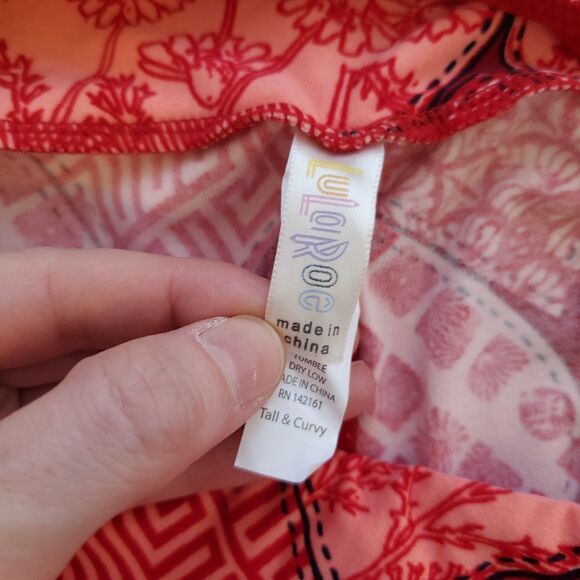 LuLaRoe
made in
china
TUMBLE
DRY LOW
MADE IN CHINA
RN 142161
Tall & Curvy